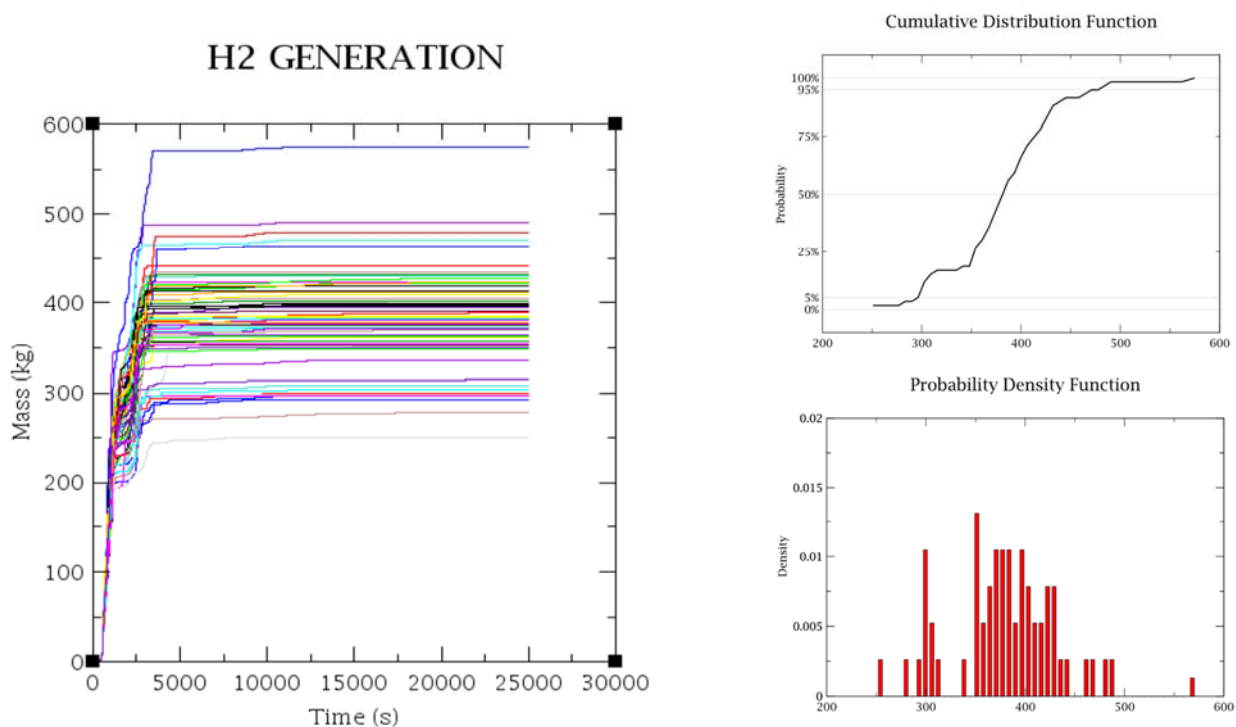 H2 GENERATION
600
500
400
300
200
100
0
Mass (kg)
0 5000 10000 15000 20000 25000 30000
Time (s)
Cumulative Distribution Function
100%
95%
75%
50%
25%
5%
0%
Probability
200 300 400 500 600
Probability Density Function
0.02
0.015
0.01
0.005
0
Density
200 300 400 500 600